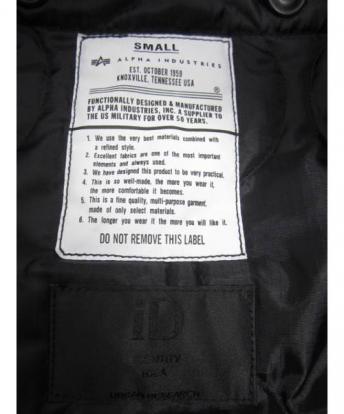 SMALL
ALPHA INDUSTRIES
EST. OCTOBER 1959
KNOXVILLE, TENNESSEE USA
FUNCTIONALLY DESIGNED & MANUFACTURED
BY ALPHA INDUSTRIES, INC. A SUPPLIER TO
THE US MILITARY FOR OVER 50 YEARS.
1. We use the very best materials combined with
a refined style.
2. Excellent fabrics are one of the most important
elements and always used.
3. We have designed this product to be very practical.
4. This is so well-made, the more you wear it,
the more comfortable it becomes.
5. This is a fine quality, multi-purpose garment,
made of only select materials.
6. The longer you wear it the more you will like it.
DO NOT REMOVE THIS LABEL
iD
URBAN RESEARCH